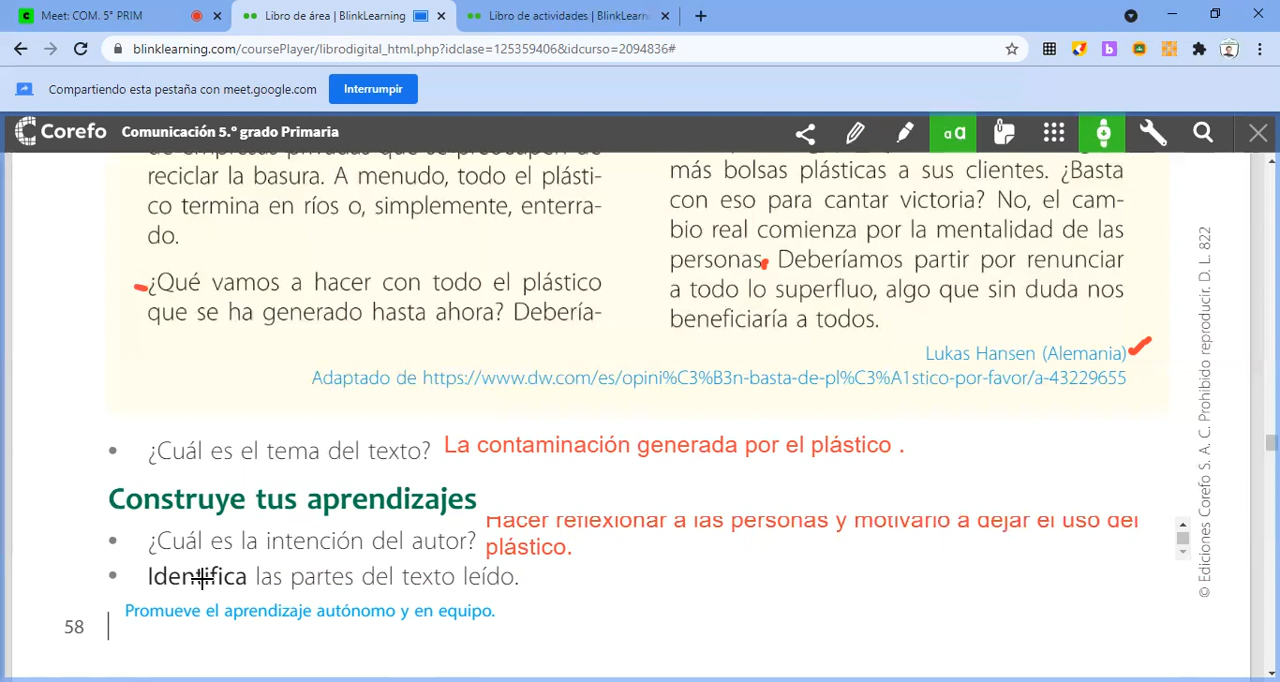 Meet: COM. 5° PRIM
Libro de área | BlinkLearning
Libro de actividades | BlinkLearn
blinklearning.com/coursePlayer/librodigital_html.php?idclase=125359406&idcurso=2094836#
Compartiendo esta pestaña con meet.google.com
Interrumpir
Corefo
Comunicación 5.º grado Primaria
aa
reciclar la basura. A menudo, todo el plásti-
co termina en ríos o, simplemente, enterra-
do.
¿Qué vamos a hacer con todo el plástico
que se ha generado hasta ahora? Debería-
más bolsas plásticas a sus clientes. ¿Basta
con eso para cantar victoria? No, el cam-
bio real comienza por la mentalidad de las
personas. Deberíamos partir por renunciar
a todo lo superfluo, algo que sin duda nos
beneficiaría a todos.
Lukas Hansen (Alemania)
Adaptado de https://www.dw.com/es/opini%C3%B3n-basta-de-pl%C3%A1stico-por-favor/a-43229655
• ¿Cuál es el tema del texto? La contaminación generada por el plástico .
Construye tus aprendizajes
Hacer reflexionar a las personas y motivarlo a dejar el uso del
• ¿Cuál es la intención del autor? plástico.
• Identifica las partes del texto leído.
Promueve el aprendizaje autónomo y en equipo.
58
© Ediciones Corefo S. A. C. Prohibido reproducir. D. L. 822